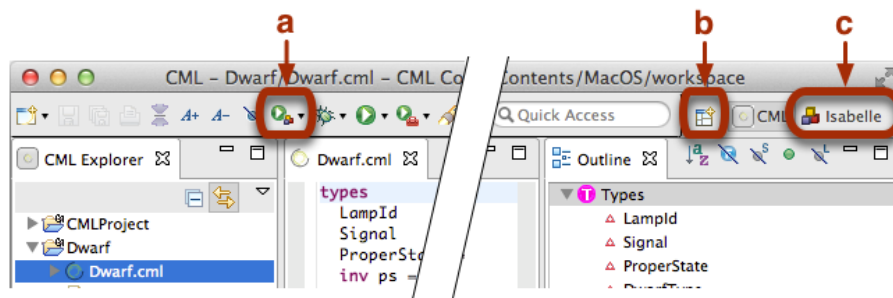 a b c
CML - Dwarf/Dwarf.cml - CML Co Contents/MacOS/workspace
A+ A- Quick Access CML Isabelle
CML Explorer Dwarf.cml Outline
types Types
CMLProject LampId LampId
Dwarf Signal Signal
Dwarf.cml ProperSta ProperState
inv ps =